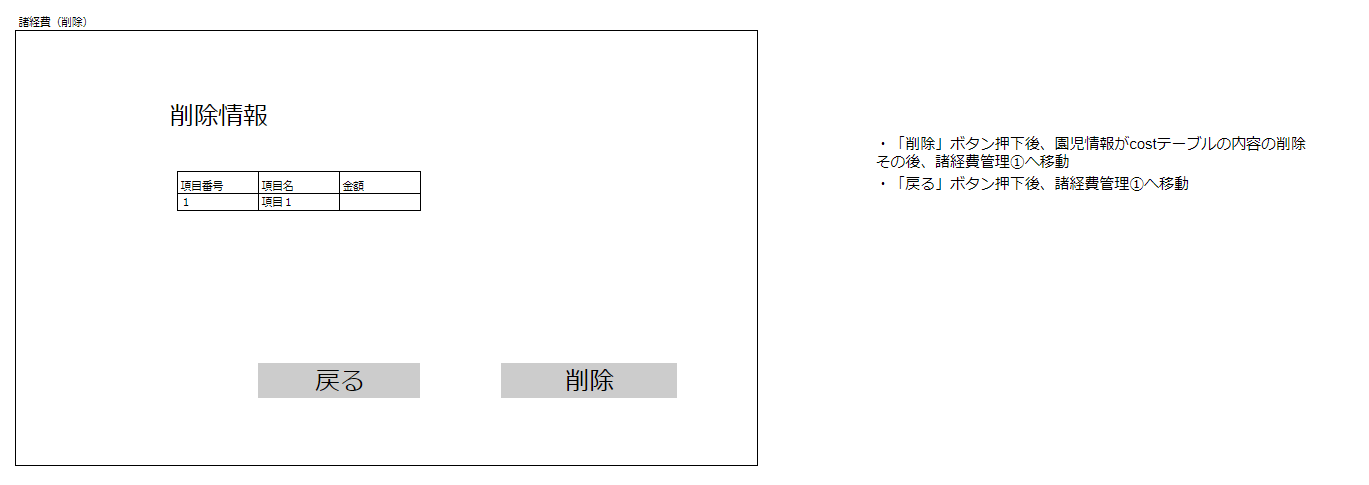 諸経費（削除）
削除情報
項目番号 項目名 金額
1 項目1
戻る 削除
・「削除」ボタン押下後、園児情報がcostテーブルの内容の削除
その後、諸経費管理①へ移動
・「戻る」ボタン押下後、諸経費管理①へ移動